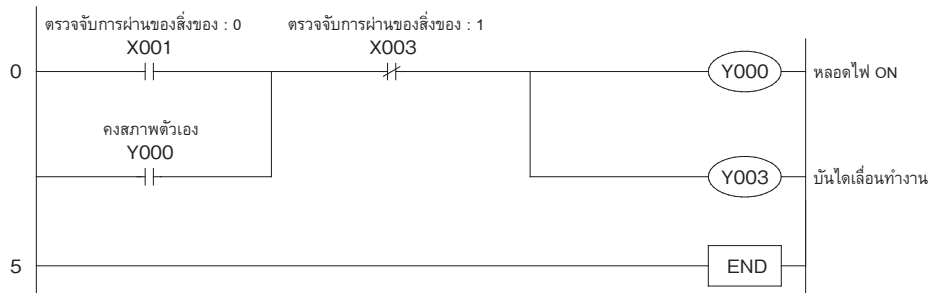 ตรวจจับการผ่านของสิ่งของ : 0 ตรวจจับการผ่านของสิ่งของ : 1
X001 X003
0 Y000 หลอดไฟ ON
คงสภาพตัวเอง
Y000
Y003 บันไดเลื่อนทำงาน
5 END